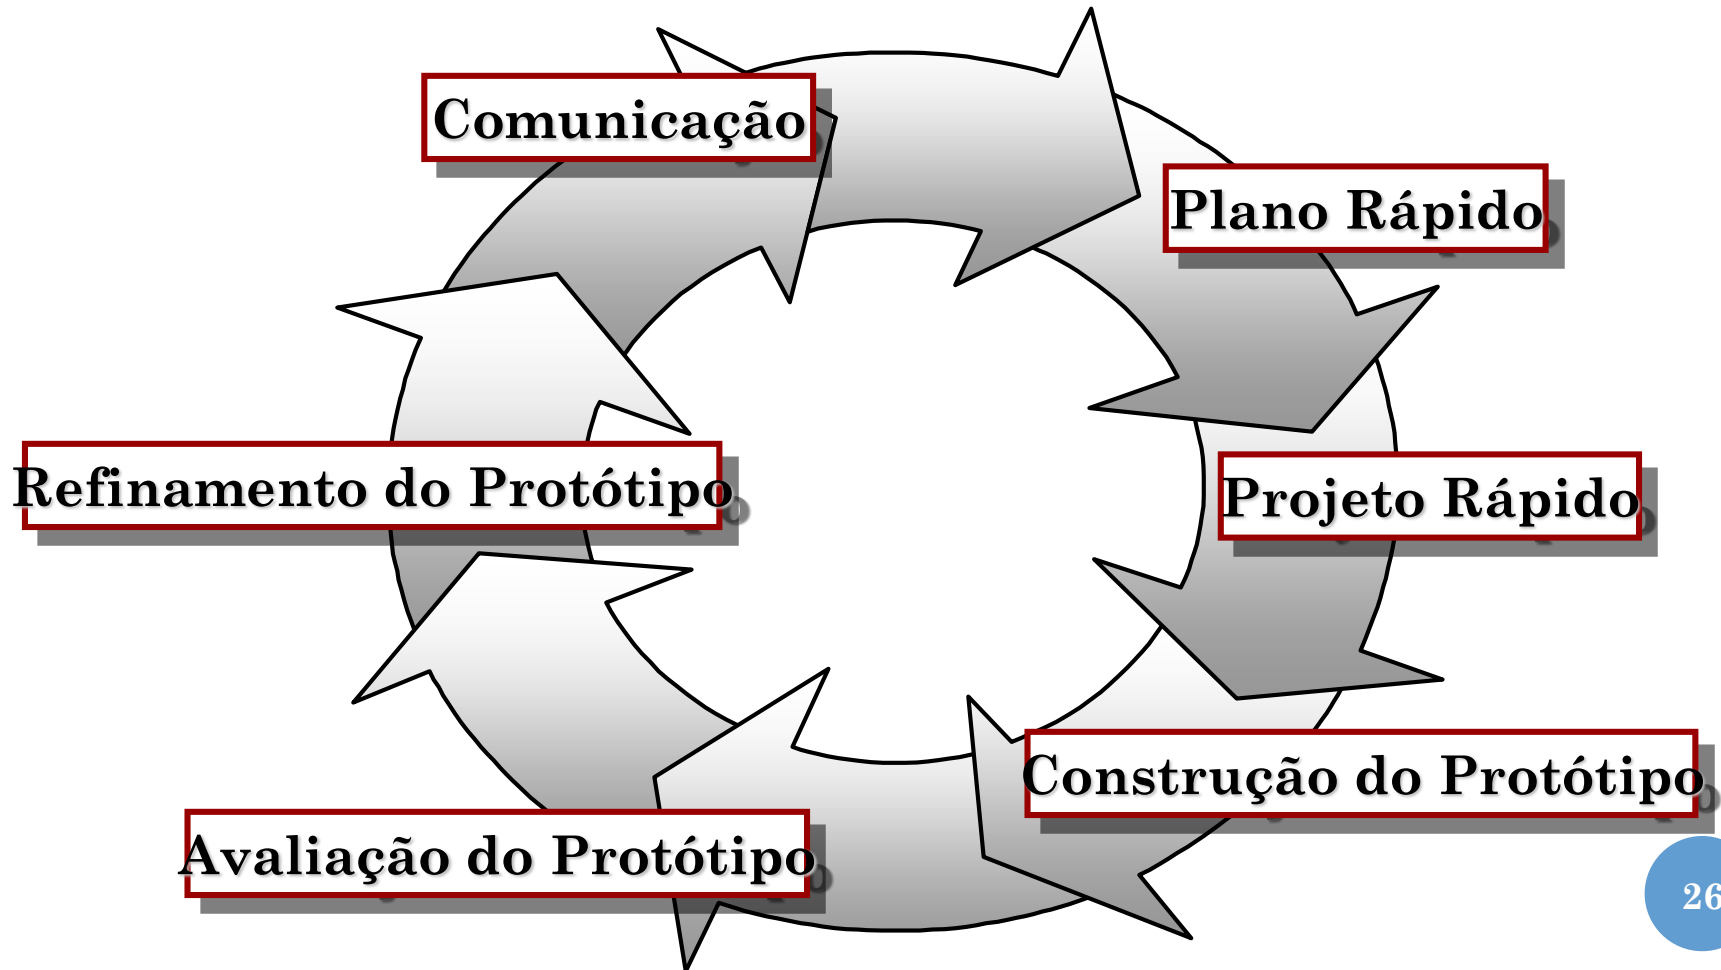 Comunicação
Plano Rápido
Refinamento do Protótipo
Projeto Rápido
Construção do Protótipo
Avaliação do Protótipo
26